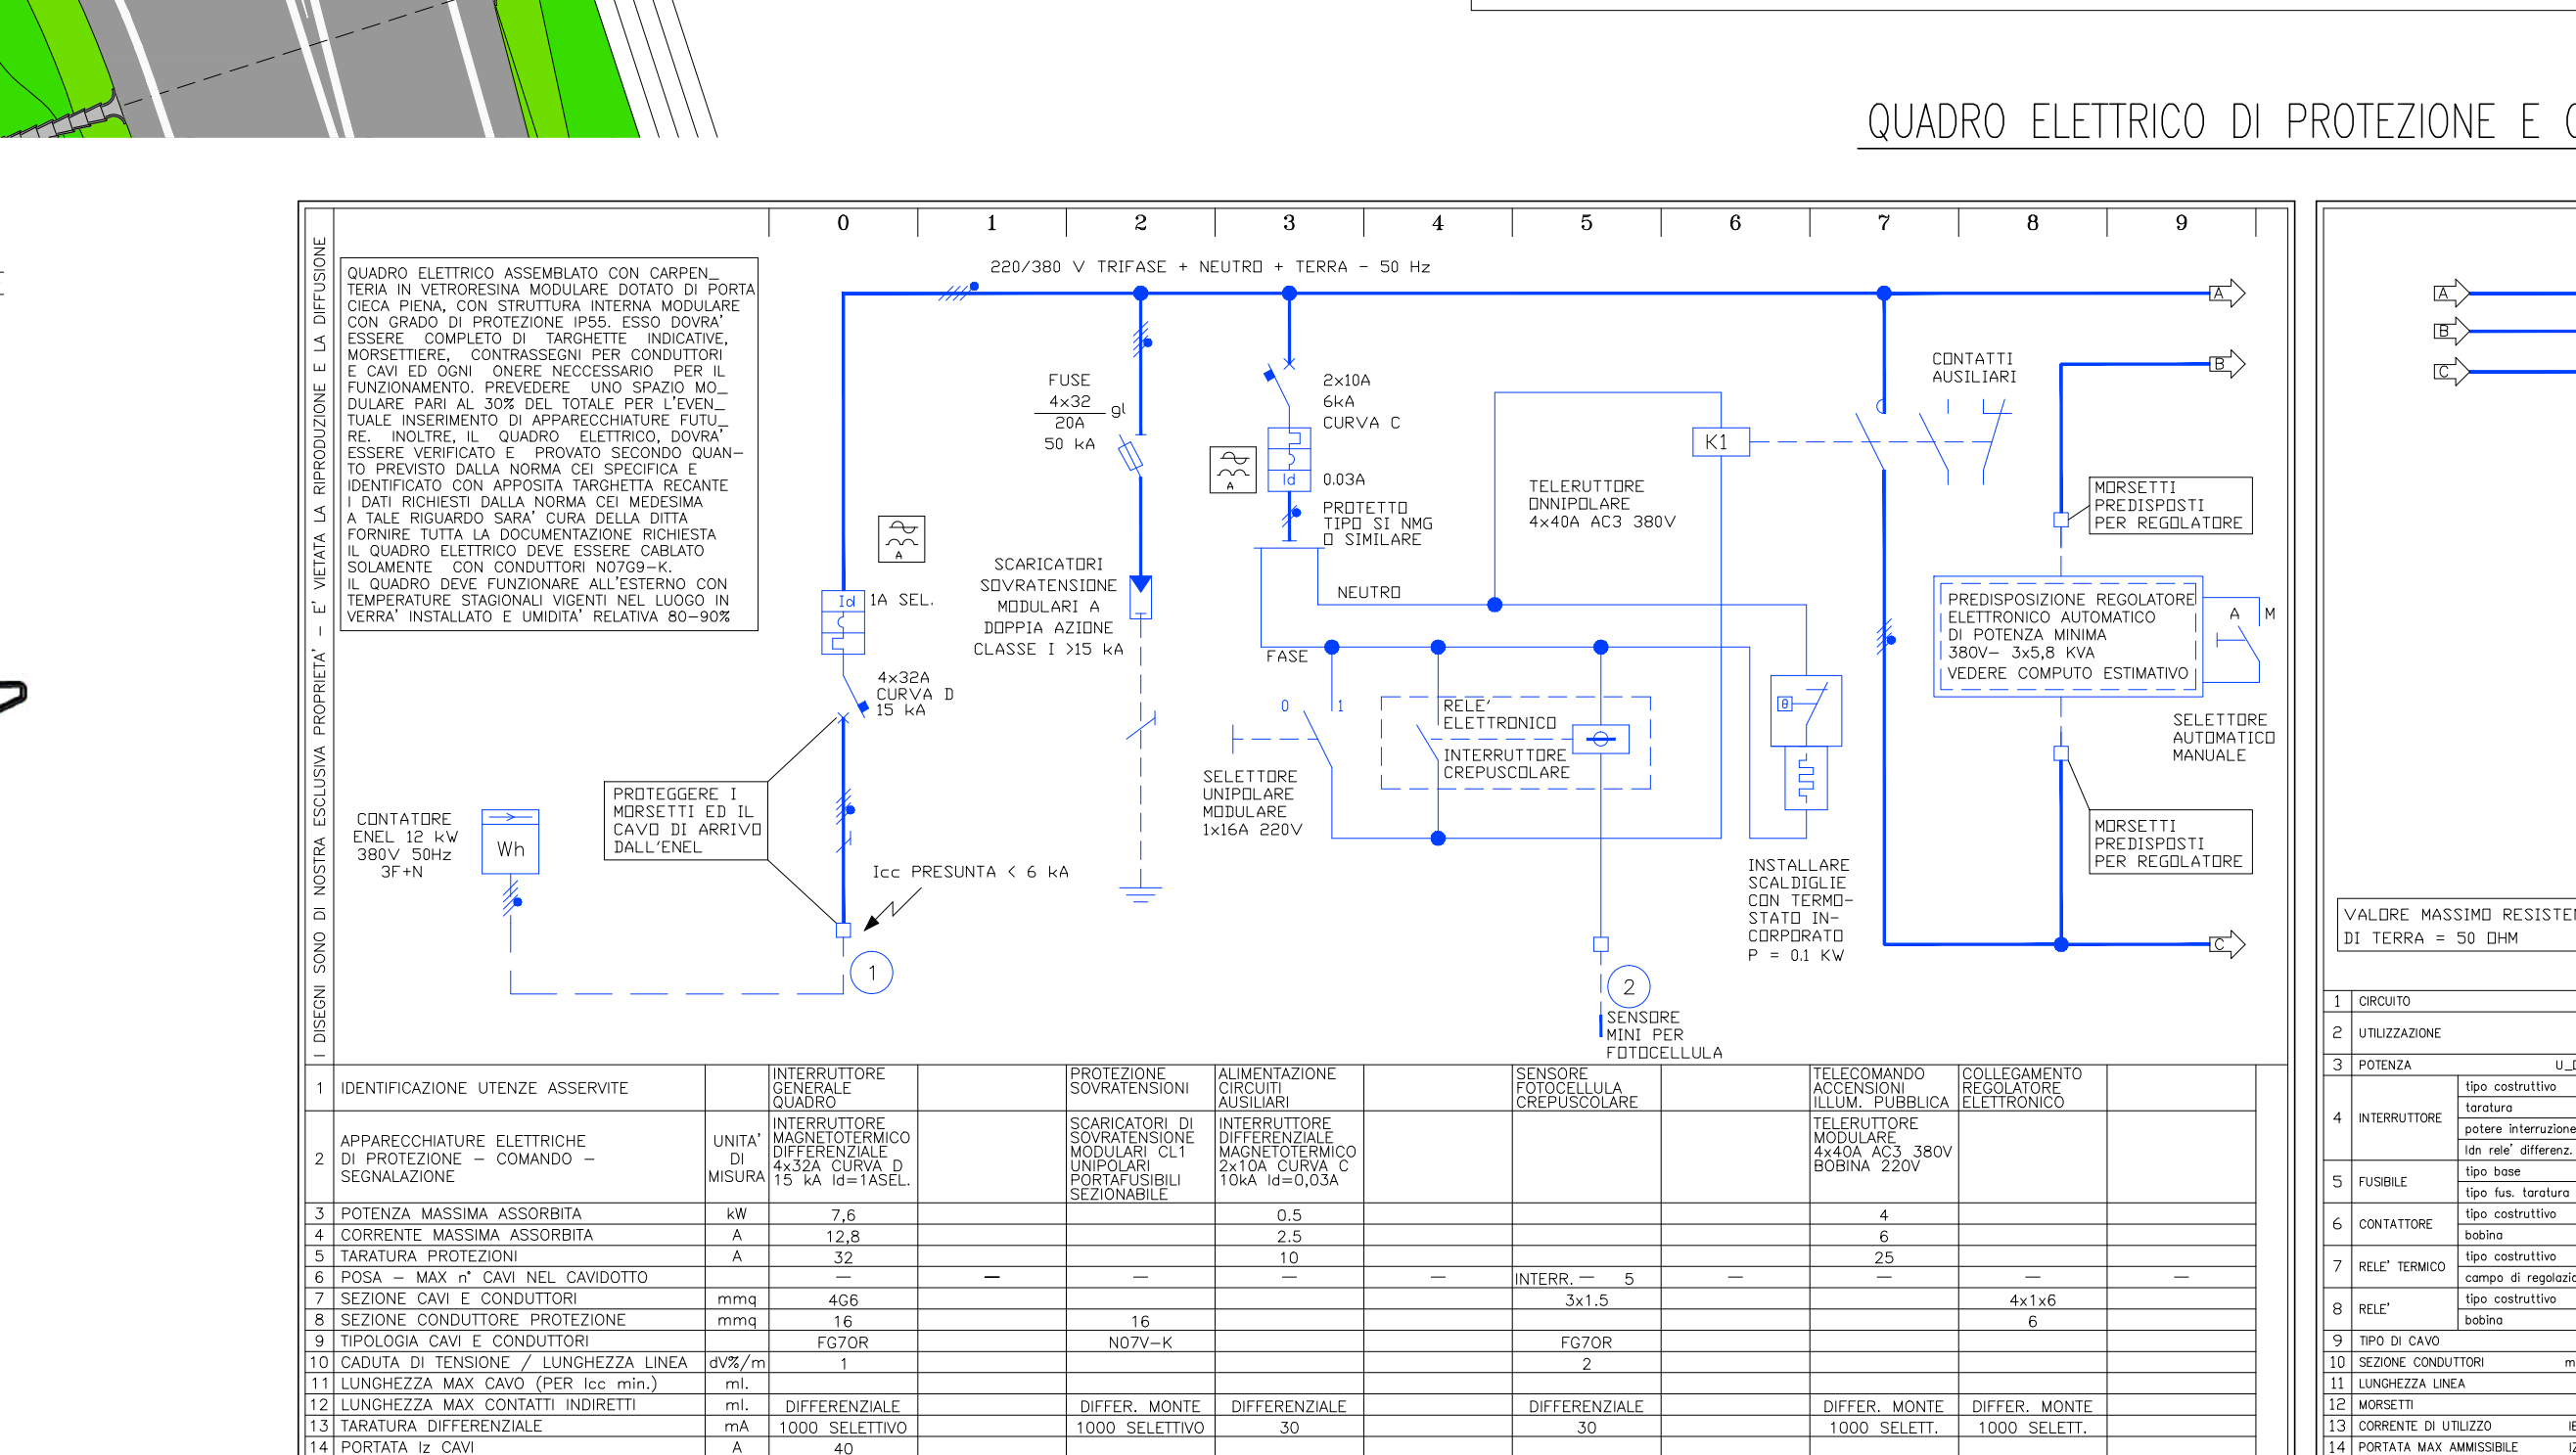 QUADRO ELETTRICO DI PROTEZIONE E
I DISEGNI SONO DI NOSTRA ESCLUSIVA PROPRIETA' – E' VIETATA LA RIPRODUZIONE E LA DIFFUSIONE
0 1 2 3 4 5 6 7 8 9
QUADRO ELETTRICO ASSEMBLATO CON CARPEN_
TERIA IN VETRORESINA MODULARE DOTATO DI PORTA
CIECA PIENA, CON STRUTTURA INTERNA MODULARE
CON GRADO DI PROTEZIONE IP55. ESSO DOVRA'
ESSERE COMPLETO DI TARGHETTE INDICATIVE,
MORSETTIERE, CONTRASSEGNI PER CONDUTTORI
E CAVI ED OGNI ONERE NECCESSARIO PER IL
FUNZIONAMENTO. PREVEDERE UNO SPAZIO MO_
DULARE PARI AL 30% DEL TOTALE PER L'EVEN_
TUALE INSERIMENTO DI APPARECCHIATURE FUTU_
RE. INOLTRE, IL QUADRO ELETTRICO, DOVRA'
ESSERE VERIFICATO E PROVATO SECONDO QUAN–
TO PREVISTO DALLA NORMA CEI SPECIFICA E
IDENTIFICATO CON APPOSITA TARGHETTA RECANTE
I DATI RICHIESTI DALLA NORMA CEI MEDESIMA
A TALE RIGUARDO SARA' CURA DELLA DITTA
FORNIRE TUTTA LA DOCUMENTAZIONE RICHIESTA
IL QUADRO ELETTRICO DEVE ESSERE CABLATO
SOLAMENTE CON CONDUTTORI N07G9–K.
IL QUADRO DEVE FUNZIONARE ALL'ESTERNO CON
TEMPERATURE STAGIONALI VIGENTI NEL LUOGO IN
VERRA' INSTALLATO E UMIDITA' RELATIVA 80–90%
220/380 V TRIFASE + NEUTRO + TERRA – 50 Hz
A
B
C
A
B
C
FUSE
4x32
20A
gl
50 kA
2x10A
6kA
CURVA C
A
Id
0.03A
PROTETTO
TIPO SI NMG
O SIMILARE
A
Id
1A SEL.
4x32A
CURVA D
15 kA
SCARICATORI
SOVRATENSIONE
MODULARI A
DOPPIA AZIONE
CLASSE I >15 kA
TELERUTTORE
ONNIPOLARE
4x40A AC3 380V
K1
CONTATTI
AUSILIARI
MORSETTI
PREDISPOSTI
PER REGOLATORE
NEUTRO
FASE
PREDISPOSIZIONE REGOLATORE
ELETTRONICO AUTOMATICO
DI POTENZA MINIMA
380V– 3x5,8 KVA
VEDERE COMPUTO ESTIMATIVO
A M
SELETTORE
AUTOMATICO
MANUALE
0 1
RELE'
ELETTRONICO
INTERRUTTORE
CREPUSCOLARE
θ
SELETTORE
UNIPOLARE
MODULARE
1x16A 220V
PROTEGGERE I
MORSETTI ED IL
CAVO DI ARRIVO
DALL'ENEL
CONTATORE
ENEL 12 kW
380V 50Hz
3F+N
Wh
Icc PRESUNTA < 6 kA
1
2
SENSORE
MINI PER
FOTOCELLULA
INSTALLARE
SCALDIGLIE
CON TERMO–
STATO IN–
CORPORATO
P = 0.1 KW
MORSETTI
PREDISPOSTI
PER REGOLATORE
1 IDENTIFICAZIONE UTENZE ASSERVITE
INTERRUTTORE
GENERALE
QUADRO
PROTEZIONE
SOVRATENSIONI
ALIMENTAZIONE
CIRCUITI
AUSILIARI
SENSORE
FOTOCELLULA
CREPUSCOLARE
TELECOMANDO
ACCENSIONI
ILLUM. PUBBLICA
COLLEGAMENTO
REGOLATORE
ELETTRONICO
2 APPARECCHIATURE ELETTRICHE
DI PROTEZIONE – COMANDO –
SEGNALAZIONE
UNITA'
DI
MISURA
INTERRUTTORE
MAGNETOTERMICO
DIFFERENZIALE
4x32A CURVA D
15 kA Id=1ASEL.
SCARICATORI DI
SOVRATENSIONE
MODULARI CL1
UNIPOLARI
PORTAFUSIBILI
SEZIONABILE
INTERRUTTORE
DIFFERENZIALE
MAGNETOTERMICO
2x10A CURVA C
10kA Id=0,03A
TELERUTTORE
MODULARE
4x40A AC3 380V
BOBINA 220V
3 POTENZA MASSIMA ASSORBITA kW 7,6 0.5 4
4 CORRENTE MASSIMA ASSORBITA A 12,8 2.5 6
5 TARATURA PROTEZIONI A 32 10 25
6 POSA – MAX n° CAVI NEL CAVIDOTTO — — — — — INTERR. — 5 — — — —
7 SEZIONE CAVI E CONDUTTORI mmq 4G6 3x1.5 4x1x6
8 SEZIONE CONDUTTORE PROTEZIONE mmq 16 16 6
9 TIPOLOGIA CAVI E CONDUTTORI FG7OR N07V–K FG7OR
10 CADUTA DI TENSIONE / LUNGHEZZA LINEA dV%/m 1 2
11 LUNGHEZZA MAX CAVO (PER Icc min.) ml.
12 LUNGHEZZA MAX CONTATTI INDIRETTI ml. DIFFERENZIALE DIFFER. MONTE DIFFERENZIALE DIFFERENZIALE DIFFER. MONTE DIFFER. MONTE
13 TARATURA DIFFERENZIALE mA 1000 SELETTIVO 1000 SELETTIVO 30 30 1000 SELETT. 1000 SELETT.
14 PORTATA Iz CAVI A 40
VALORE MASSIMO
DI TERRA = 50 OHM
1 CIRCUITO
2 UTILIZZAZIONE
3 POTENZA
4 INTERRUTTORE
tipo costruttivo
taratura
potere interruzione
Idn rele' differenz.
5 FUSIBILE
tipo base
tipo fus. taratura
6 CONTATTORE
tipo costruttivo
bobina
7 RELE' TERMICO
tipo costruttivo
campo di
8 RELE'
tipo costruttivo
bobina
9 TIPO DI CAVO
10 SEZIONE CONDUTTORI
11 LUNGHEZZA LINEA
12 MORSETTI
13 CORRENTE DI UTILIZZO
14 PORTATA MAX AMMISSIBILE